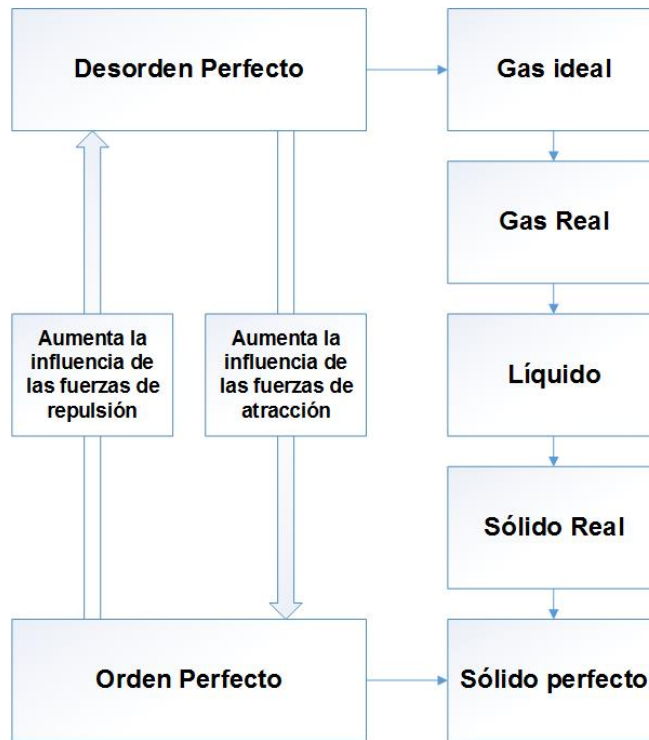 Desorden Perfecto
Gas ideal
Gas Real
Aumenta la
influencia de
las fuerzas de
repulsión
Aumenta la
influencia de
las fuerzas de
atracción
Líquido
Sólido Real
Orden Perfecto
Sólido perfecto